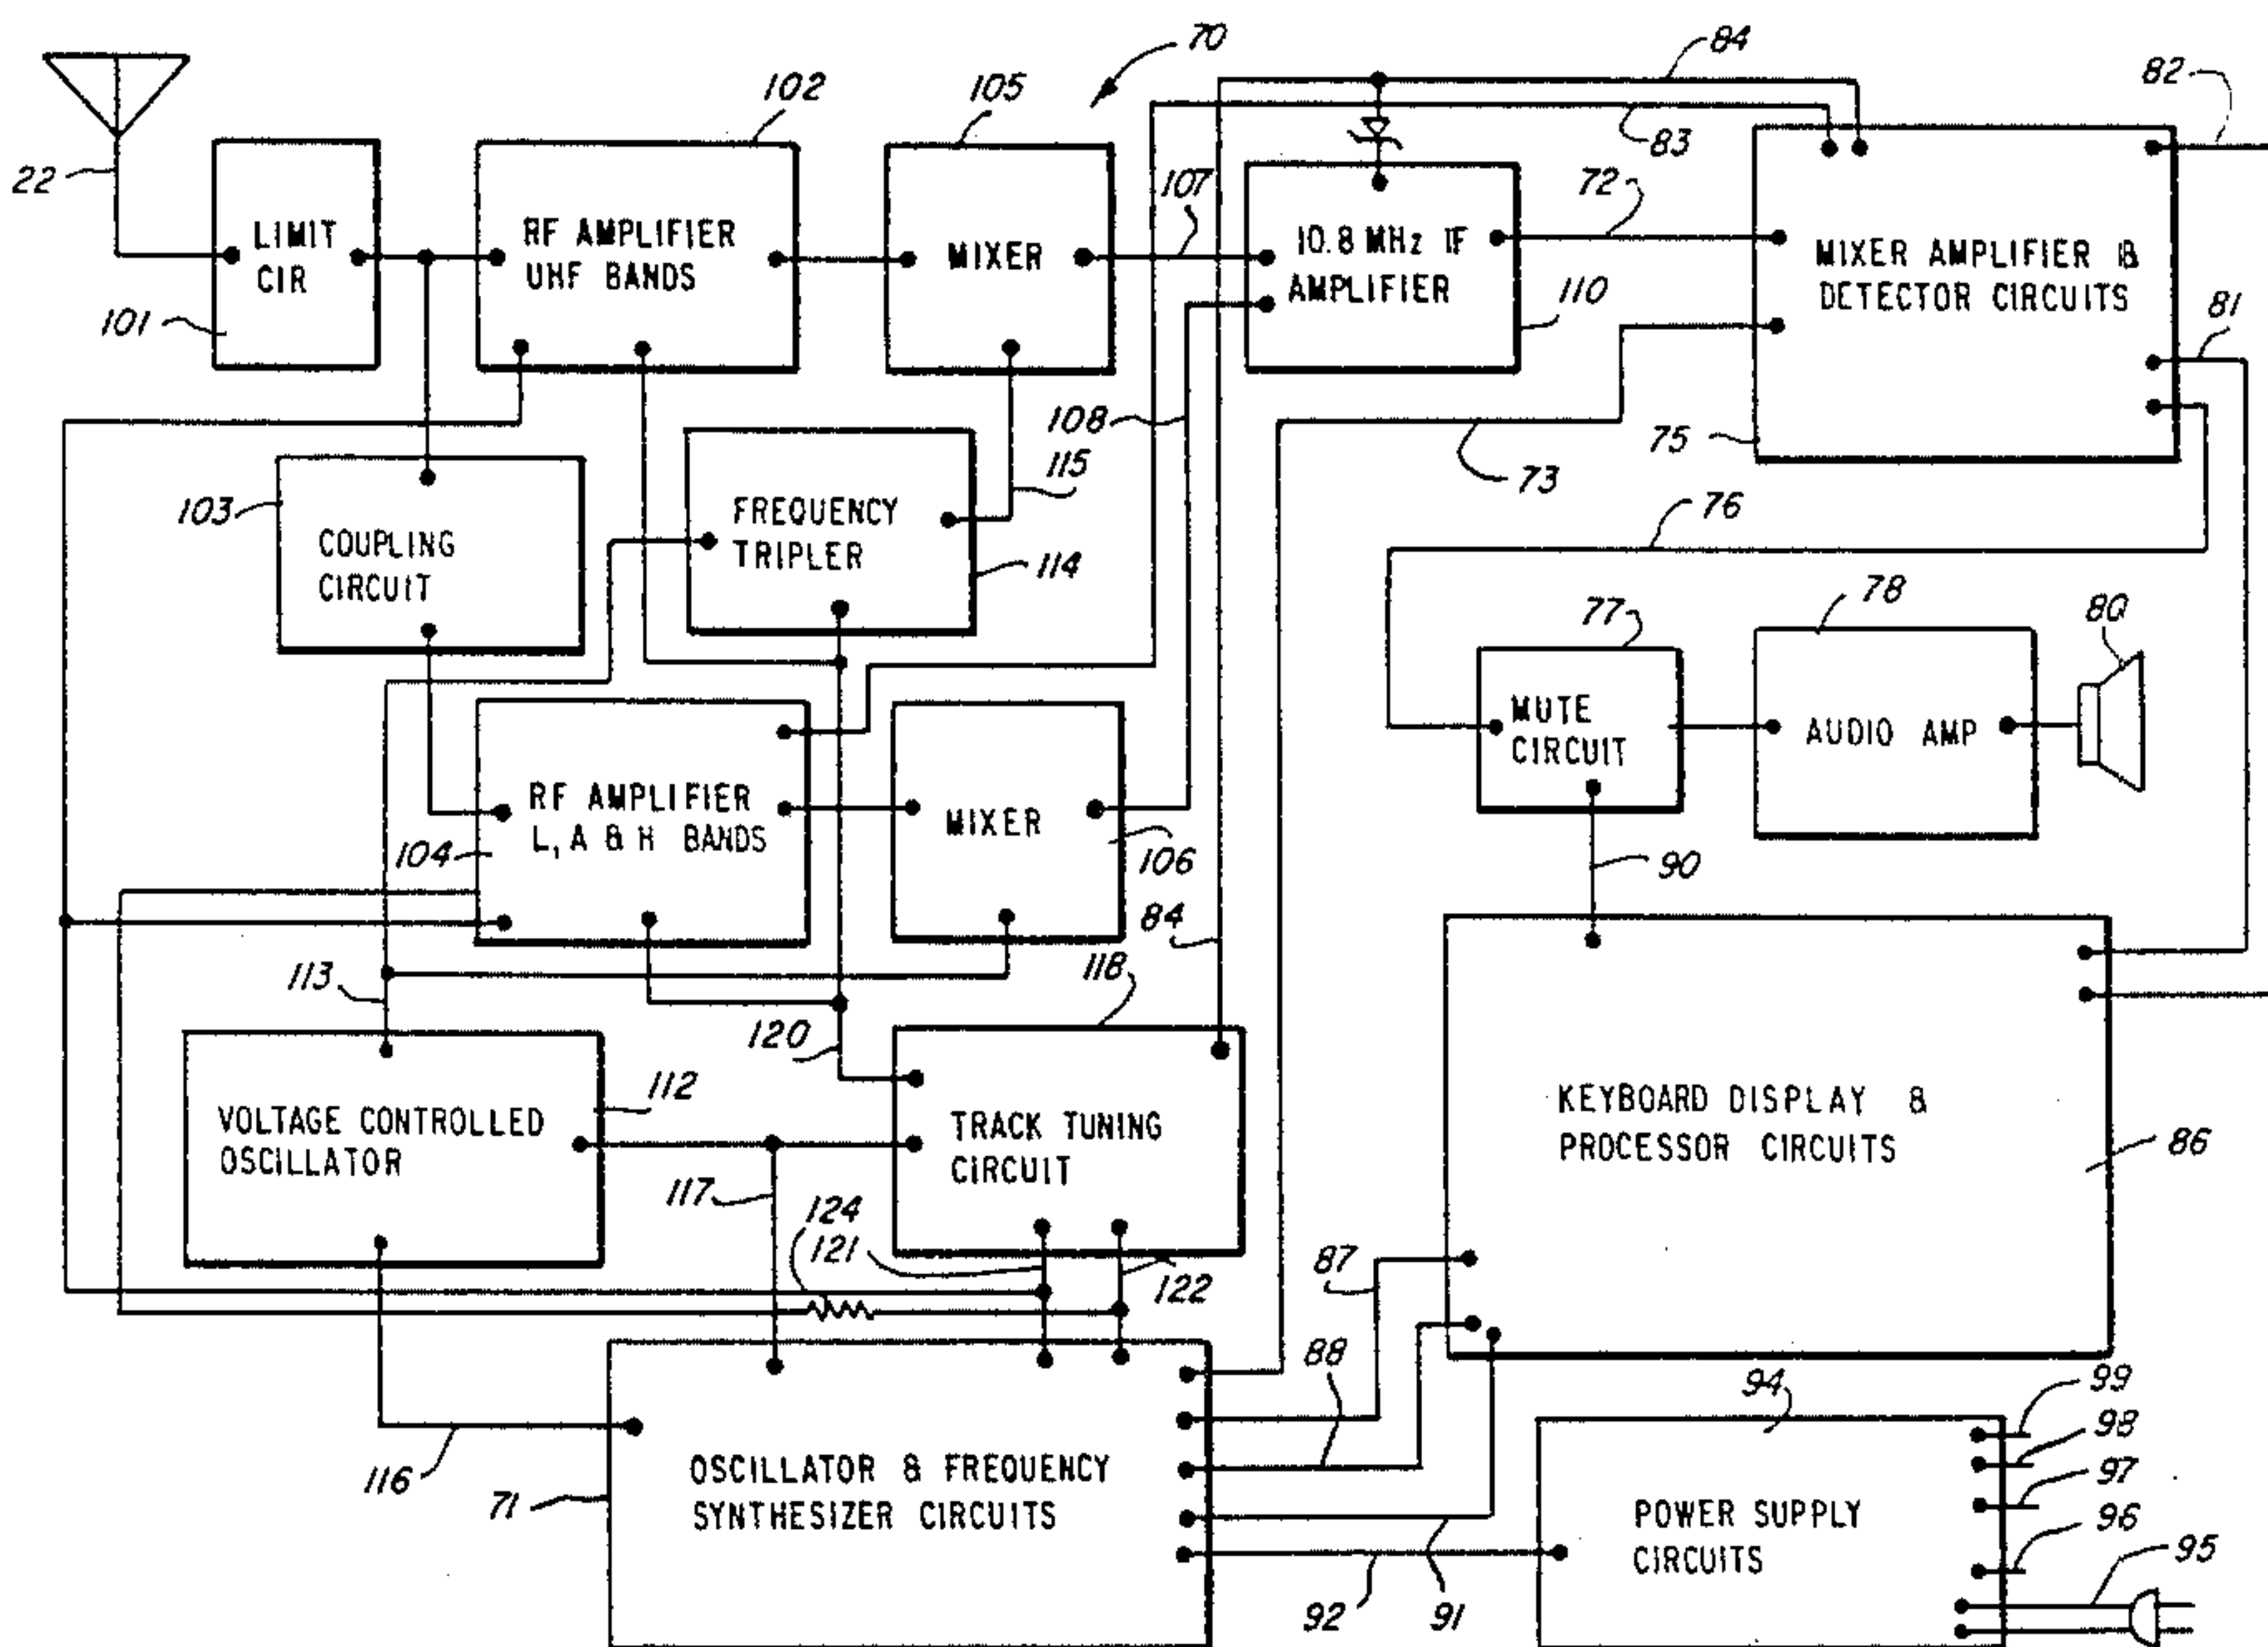 70
84
82
102
105
22
LIMIT
CIR
101
RF AMPLIFIER
UHF BANDS
MIXER
107
83
72
10.8 MHz IF
AMPLIFIER
110
MIXER AMPLIFIER &
DETECTOR CIRCUITS
75
81
108
115
73
76
103
COUPLING
CIRCUIT
FREQUENCY
TRIPLER
114
77
78
80
MUTE
CIRCUIT
AUDIO AMP
90
RF AMPLIFIER
L, A & H BANDS
104
MIXER
106
84
118
113
120
112
VOLTAGE CONTROLLED
OSCILLATOR
TRACK TUNING
CIRCUIT
KEYBOARD DISPLAY &
PROCESSOR CIRCUITS
86
117
124
121
122
87
88
116
71
OSCILLATOR & FREQUENCY
SYNTHESIZER CIRCUITS
92
91
94
POWER SUPPLY
CIRCUITS
99
98
97
96
95